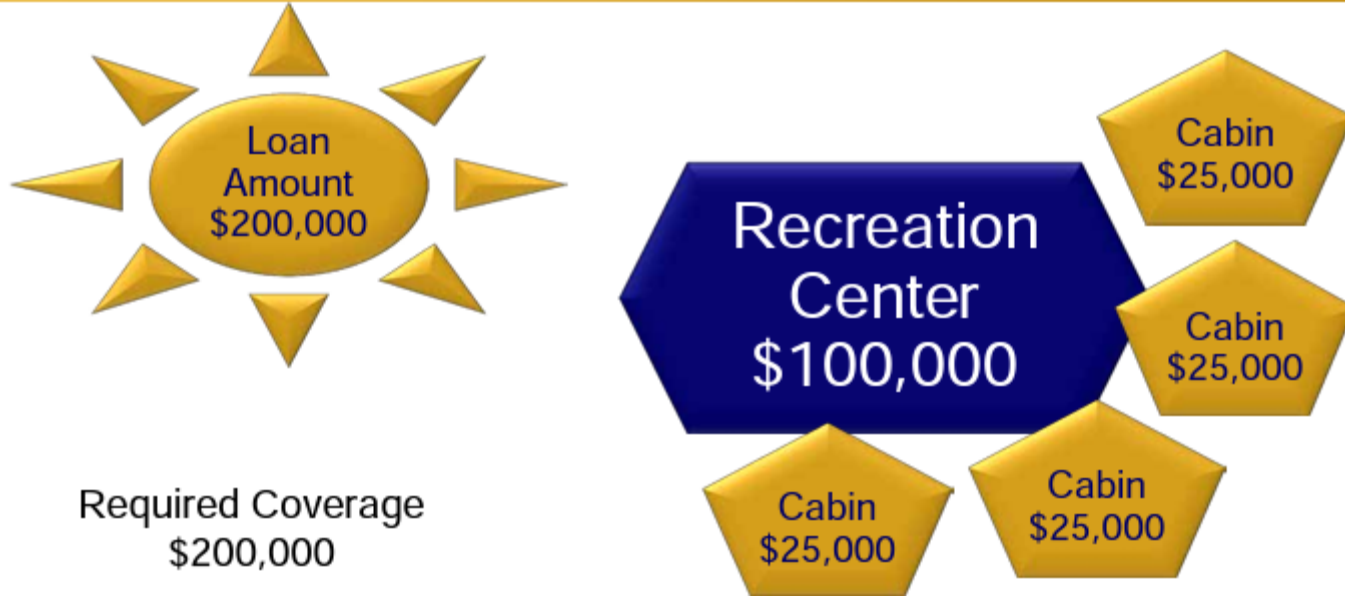 Loan
Amount
$200,000
Required Coverage
$200,000
Recreation
Center
$100,000
Cabin
$25,000
Cabin
$25,000
Cabin
$25,000
Cabin
$25,000